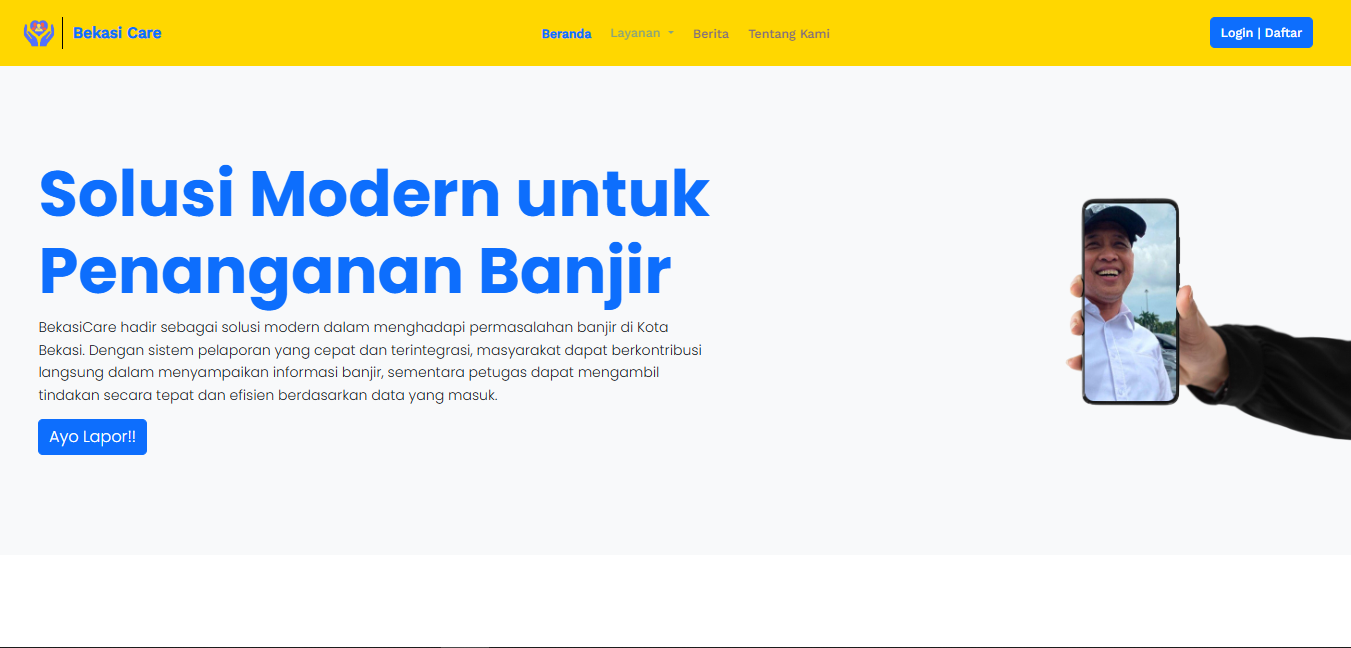 Bekasi Care
Beranda
Layanan
Berita
Tentang Kami
Login | Daftar
Solusi Modern untuk
Penanganan Banjir
BekasiCare hadir sebagai solusi modern dalam menghadapi permasalahan banjir di Kota
Bekasi. Dengan sistem pelaporan yang cepat dan terintegrasi, masyarakat dapat berkontribusi
langsung dalam menyampaikan informasi banjir, sementara petugas dapat mengambil
tindakan secara tepat dan efisien berdasarkan data yang masuk.
Ayo Lapor!!